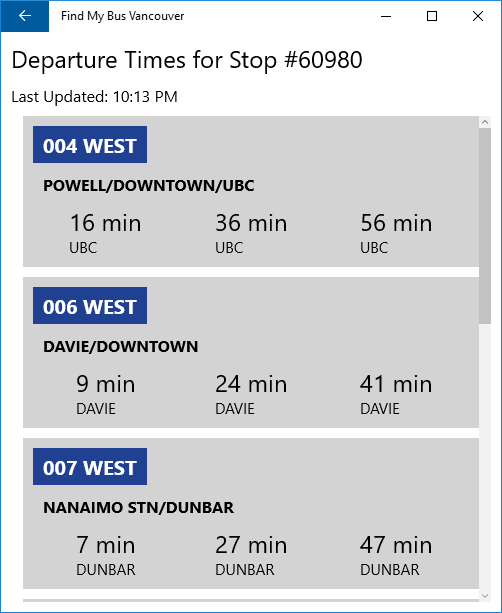 Find My Bus Vancouver
Departure Times for Stop #60980
Last Updated: 10:13 PM
004 WEST
POWELL/DOWNTOWN/UBC
16 min 36 min 56 min
UBC UBC UBC
006 WEST
DAVIE/DOWNTOWN
9 min 24 min 41 min
DAVIE DAVIE DAVIE
007 WEST
NANAIMO STN/DUNBAR
7 min 27 min 47 min
DUNBAR DUNBAR DUNBAR